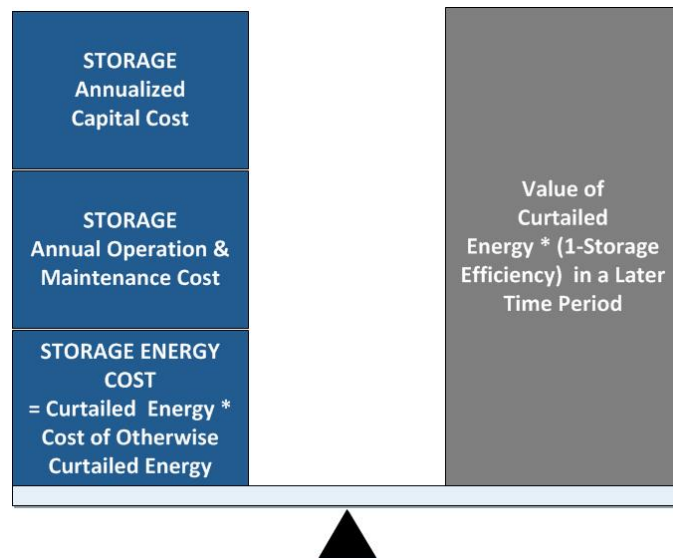 STORAGE
Annualized
Capital Cost
STORAGE
Annual Operation &
Maintenance Cost
STORAGE ENERGY
COST
= Curtailed Energy *
Cost of Otherwise
Curtailed Energy
Value of
Curtailed
Energy * (1-Storage
Efficiency) in a Later
Time Period